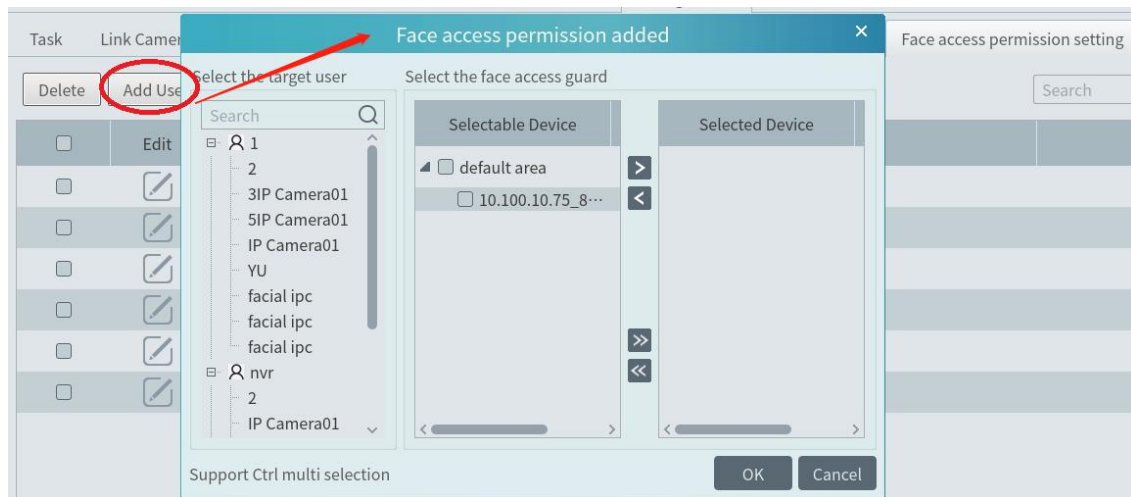 Task Link Camer
Face access permission added ×
Face access permission setting
Delete Add Use
Search
Edit
Select the target user
Search
1
2
3IP Camera01
5IP Camera01
IP Camera01
YU
facial ipc
facial ipc
facial ipc
nvr
2
IP Camera01
Select the face access guard
Selectable Device
default area
10.100.10.75_8···
>
<
>>
<<
Selected Device
Support Ctrl multi selection
OK Cancel